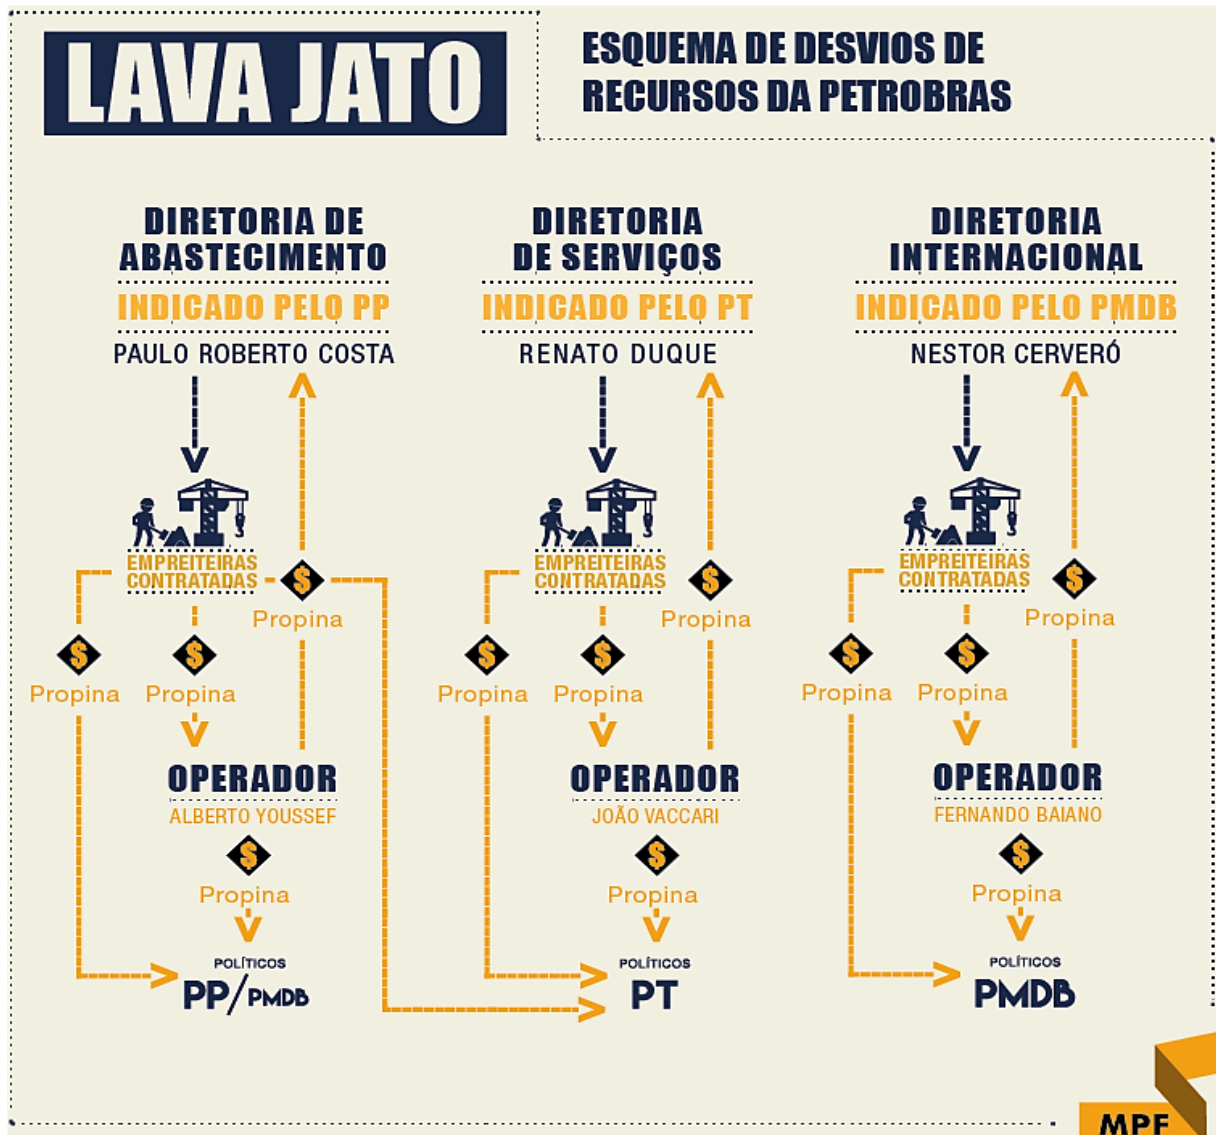 LAVA JATO
ESQUEMA DE DESVIOS DE
RECURSOS DA PETROBRAS
DIRETORIA DE
ABASTECIMENTO
INDICADO PELO PP
PAULO ROBERTO COSTA
EMPREITEIRAS
CONTRATADAS
$
Propina
$
Propina
$
Propina
OPERADOR
ALBERTO YOUSSEF
$
Propina
POLÍTICOS
PP/PMDB
DIRETORIA
DE SERVIÇOS
INDICADO PELO PT
RENATO DUQUE
EMPREITEIRAS
CONTRATADAS
$
Propina
$
Propina
$
Propina
OPERADOR
JOÃO VACCARI
$
Propina
POLÍTICOS
PT
DIRETORIA
INTERNACIONAL
INDICADO PELO PMDB
NESTOR CERVERÓ
EMPREITEIRAS
CONTRATADAS
$
Propina
$
Propina
$
Propina
OPERADOR
FERNANDO BAIANO
$
Propina
POLÍTICOS
PMDB
MPF